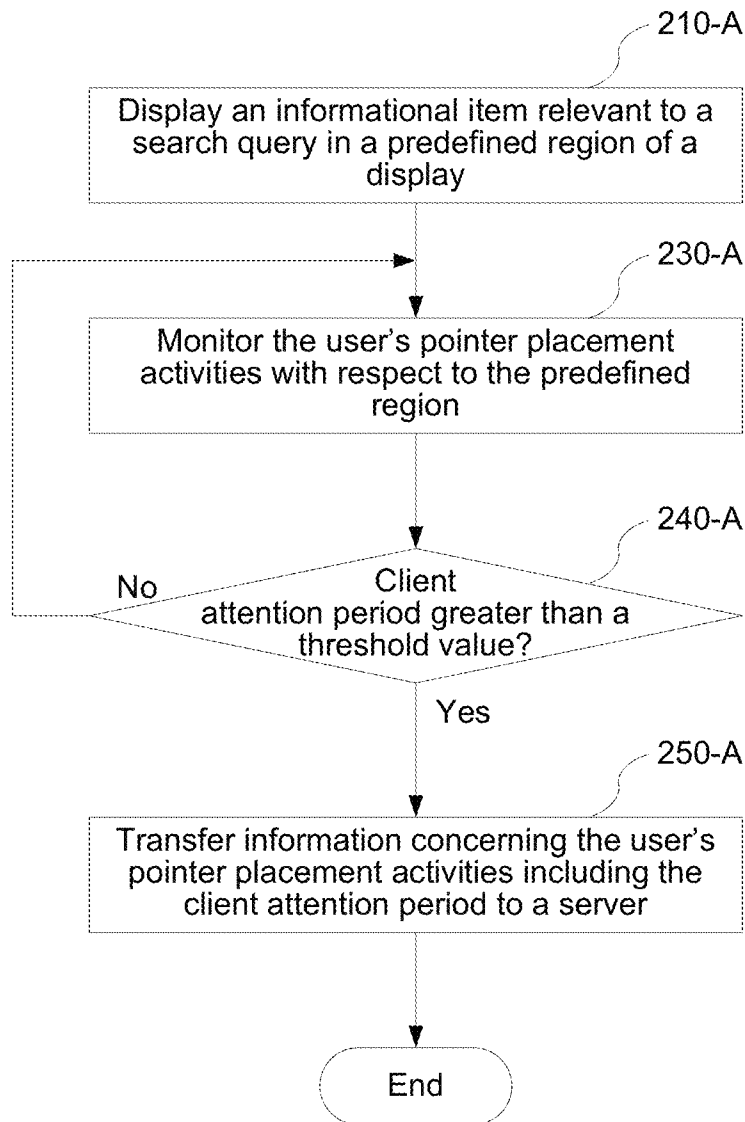 210-A
Display an informational item relevant to a
search query in a predefined region of a
display
230-A
Monitor the user's pointer placement
activities with respect to the predefined
region
240-A
No
Client
attention period greater than a
threshold value?
Yes
250-A
Transfer information concerning the user's
pointer placement activities including the
client attention period to a server
End